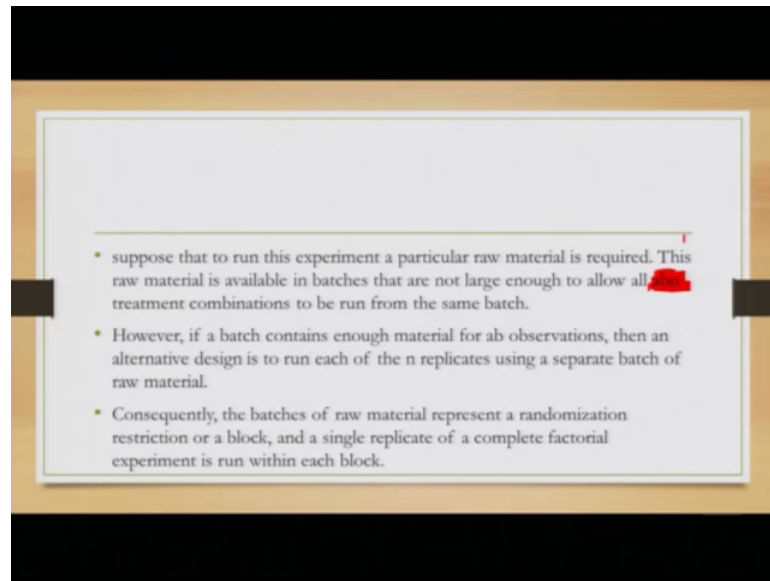 • suppose that to run this experiment a particular raw material is required. This
raw material is available in batches that are not large enough to allow all abn
treatment combinations to be run from the same batch.
• However, if a batch contains enough material for ab observations, then an
alternative design is to run each of the n replicates using a separate batch of
raw material.
• Consequently, the batches of raw material represent a randomization
restriction or a block, and a single replicate of a complete factorial
experiment is run within each block.